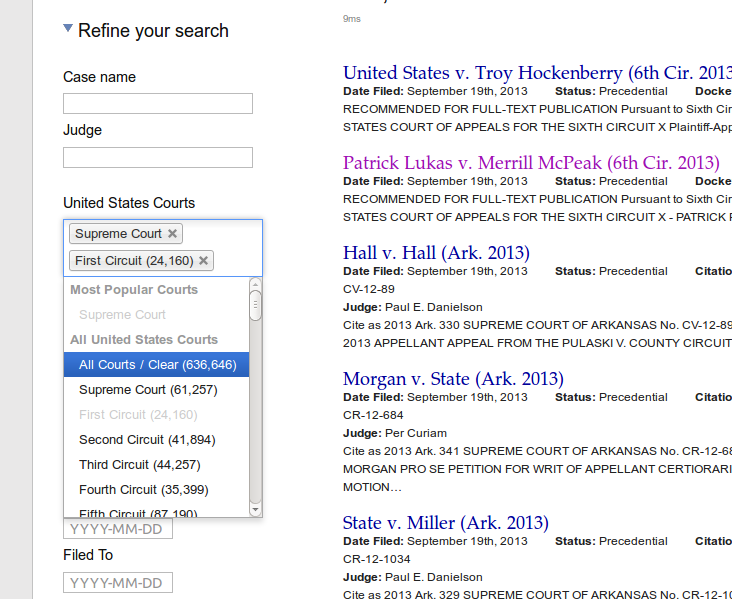 Refine your search
Case name
Judge
United States Courts
Supreme Court ×
First Circuit (24,160) ×
Most Popular Courts
Supreme Court
All United States Courts
All Courts / Clear (636,646)
Supreme Court (61,257)
First Circuit (24,160)
Second Circuit (41,894)
Third Circuit (44,257)
Fourth Circuit (35,399)
Fifth Circuit (87,190)
YYYY-MM-DD
Filed To
YYYY-MM-DD
9ms
United States v. Troy Hockenberry (6th Cir. 2013
Date Filed: September 19th, 2013 Status: Precedential Docke
RECOMMENDED FOR FULL-TEXT PUBLICATION Pursuant to Sixth Cir
STATES COURT OF APPEALS FOR THE SIXTH CIRCUIT X Plaintiff-App
Patrick Lukas v. Merrill McPeak (6th Cir. 2013)
Date Filed: September 19th, 2013 Status: Precedential Docke
RECOMMENDED FOR FULL-TEXT PUBLICATION Pursuant to Sixth Cir
STATES COURT OF APPEALS FOR THE SIXTH CIRCUIT X - PATRICK
Hall v. Hall (Ark. 2013)
Date Filed: September 19th, 2013 Status: Precedential Citatio
CV-12-89
Judge: Paul E. Danielson
Cite as 2013 Ark. 330 SUPREME COURT OF ARKANSAS No. CV-12-89
2013 APPELLANT APPEAL FROM THE PULASKI V. COUNTY CIRCUIT
Morgan v. State (Ark. 2013)
Date Filed: September 19th, 2013 Status: Precedential Citatio
CR-12-684
Judge: Per Curiam
Cite as 2013 Ark. 341 SUPREME COURT OF ARKANSAS No. CR-12-68
MORGAN PRO SE PETITION FOR WRIT OF APPELLANT CERTIORARI
MOTION…
State v. Miller (Ark. 2013)
Date Filed: September 19th, 2013 Status: Precedential Citatio
CR-12-1034
Judge: Paul E. Danielson
Cite as 2013 Ark. 329 SUPREME COURT OF ARKANSAS No. CR-12-10